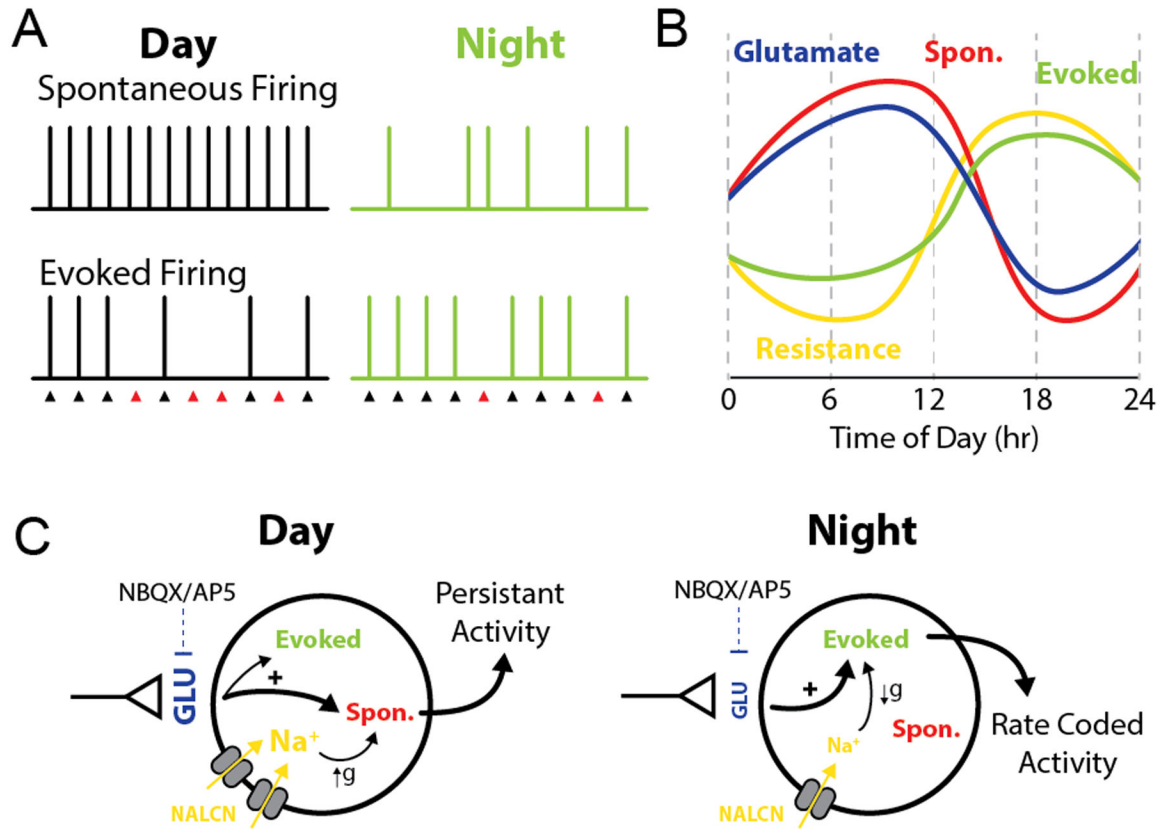 A
Day
Night
Spontaneous Firing
Evoked Firing
B
Glutamate
Spon.
Evoked
Resistance
0 6 12 18 24
Time of Day (hr)
C
Day
NBQX/AP5
GLU
Evoked
+
Spon.
Na⁺
↑g
NALCN
Persistant
Activity
Night
NBQX/AP5
GLU
Evoked
+
↓g
Spon.
Na⁺
NALCN
Rate Coded
Activity